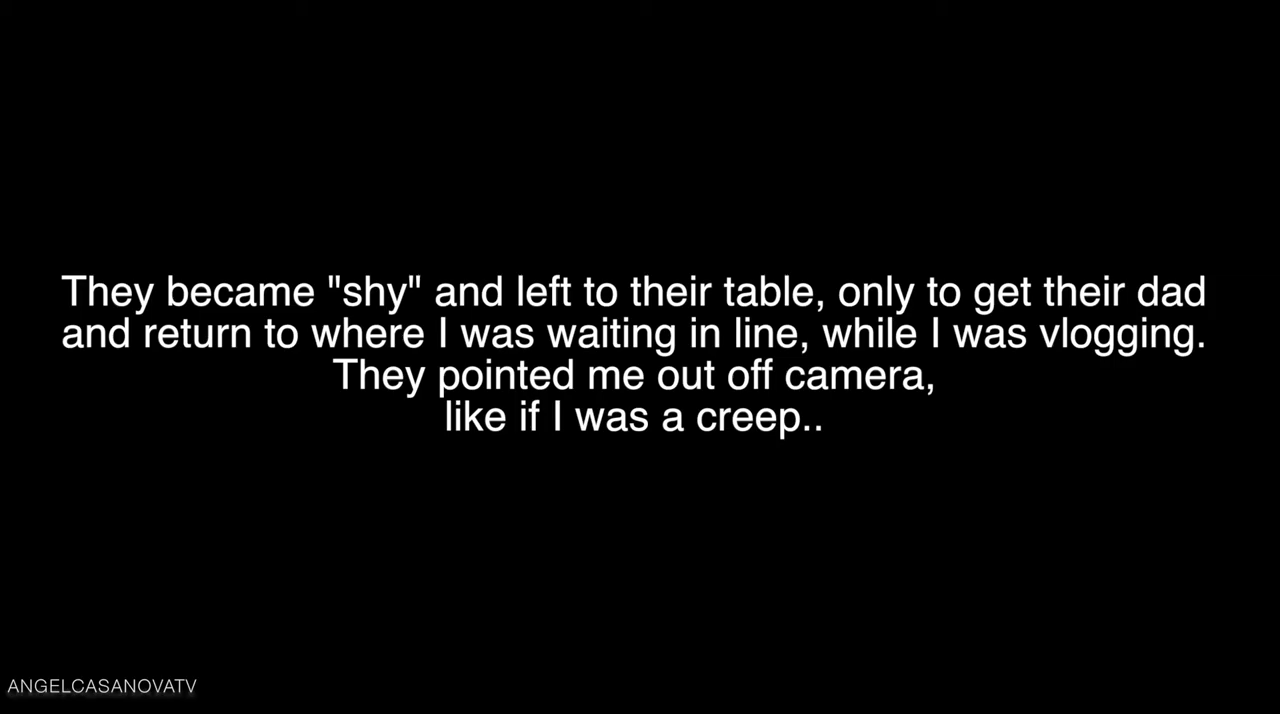 They became "shy" and left to their table, only to get their dad
and return to where I was waiting in line, while I was vlogging.
They pointed me out off camera,
like if I was a creep..
ANGELCASANOVATV